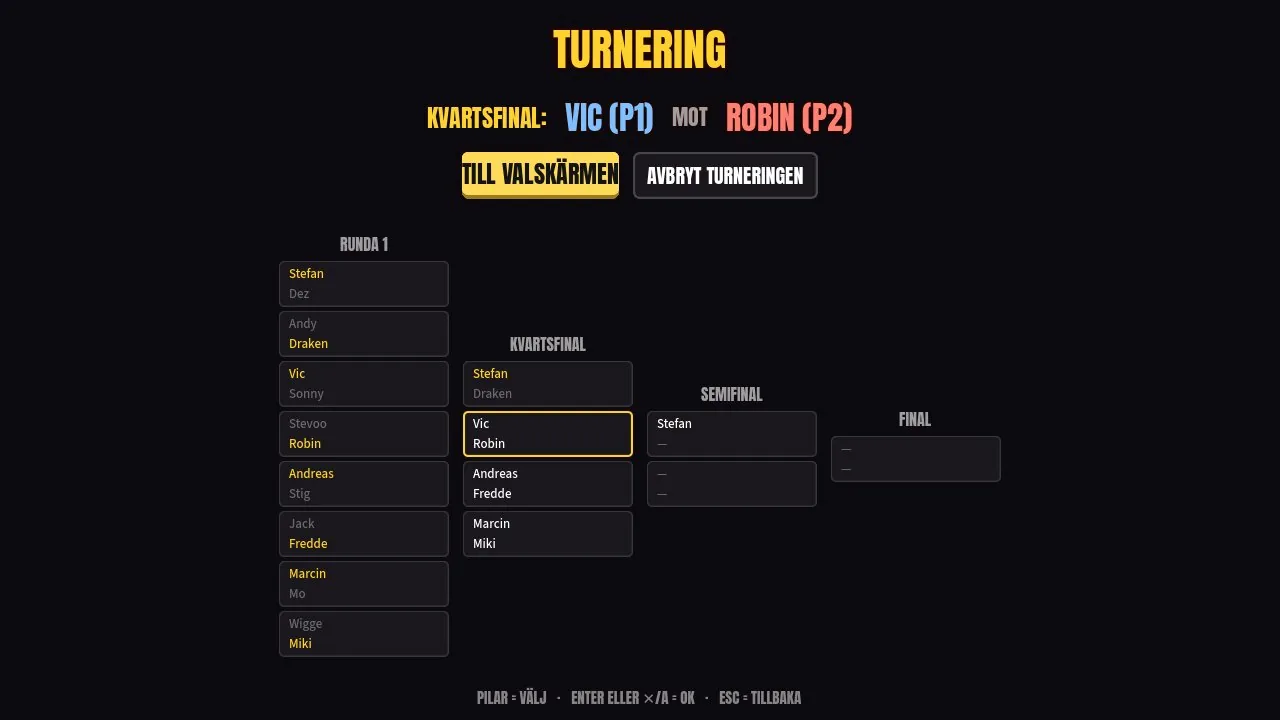 TURNERING
KVARTSFINAL: VIC (P1) MOT ROBIN (P2)
TILL VALSKÄRMEN
AVBRYT TURNERINGEN
RUNDA 1
Stefan
Dez
Andy
Draken
Vic
Sonny
Stevoo
Robin
Andreas
Stig
Jack
Fredde
Marcin
Mo
Wigge
Miki
KVARTSFINAL
Stefan
Draken
Vic
Robin
Andreas
Fredde
Marcin
Miki
SEMIFINAL
Stefan
—
—
—
FINAL
—
—
PILAR = VÄLJ · ENTER ELLER ×/A = OK · ESC = TILLBAKA